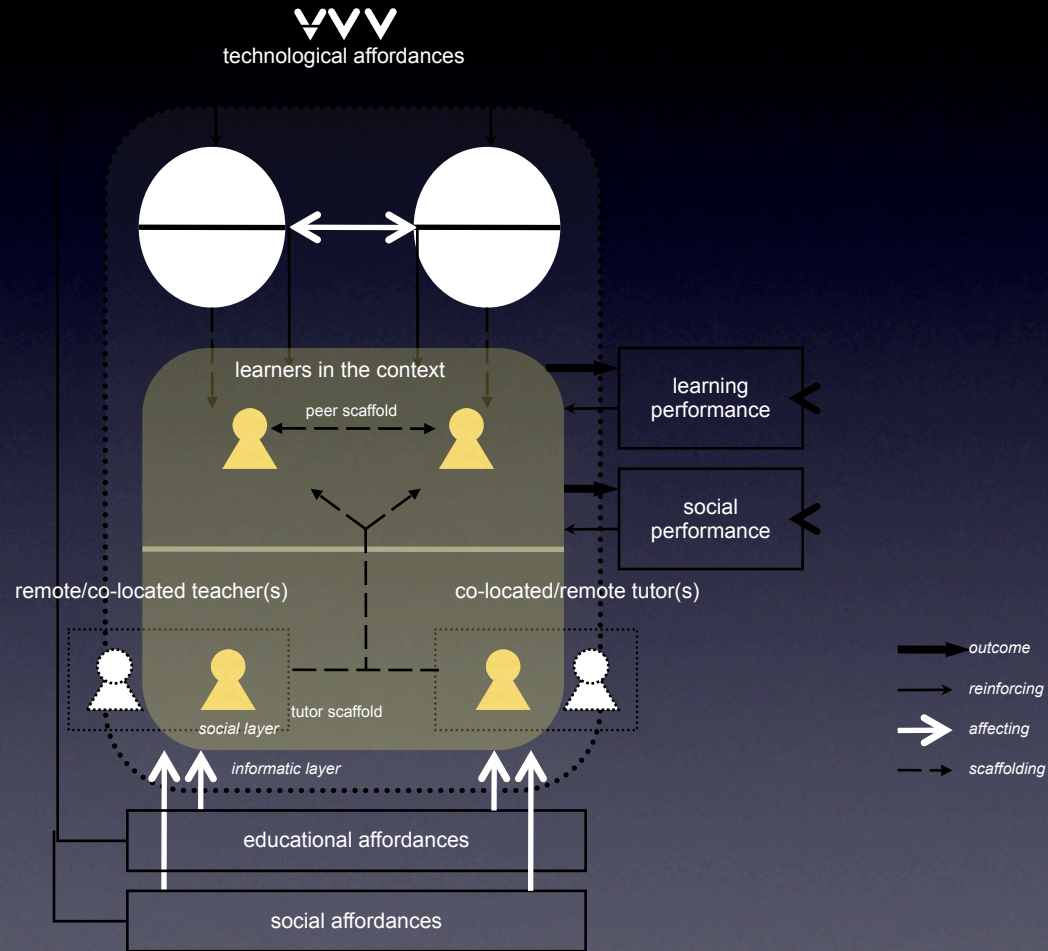 technological affordances
learners in the context
peer scaffold
learning
performance
social
performance
remote/co-located teacher(s)
co-located/remote tutor(s)
tutor scaffold
social layer
informatic layer
educational affordances
social affordances
outcome
reinforcing
affecting
scaffolding